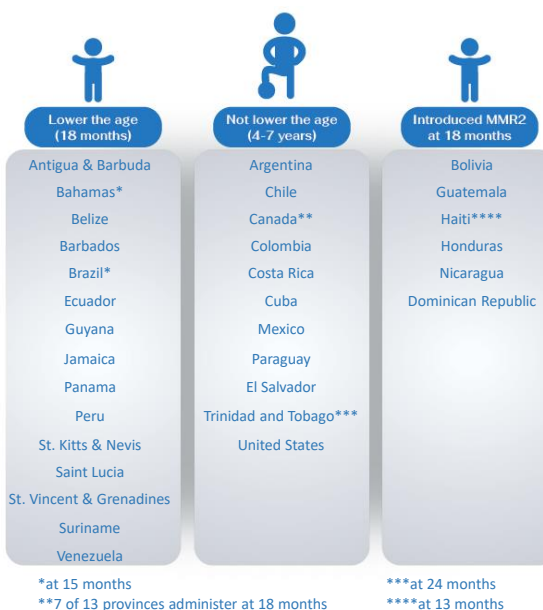 Lower the age
(18 months)
Antigua & Barbuda
Bahamas*
Belize
Barbados
Brazil*
Ecuador
Guyana
Jamaica
Panama
Peru
St. Kitts & Nevis
Saint Lucia
St. Vincent & Grenadines
Suriname
Venezuela
Not lower the age
(4-7 years)
Argentina
Chile
Canada**
Colombia
Costa Rica
Cuba
Mexico
Paraguay
El Salvador
Trinidad and Tobago***
United States
Introduced MMR2
at 18 months
Bolivia
Guatemala
Haiti****
Honduras
Nicaragua
Dominican Republic
*at 15 months
**7 of 13 provinces administer at 18 months
***at 24 months
****at 13 months